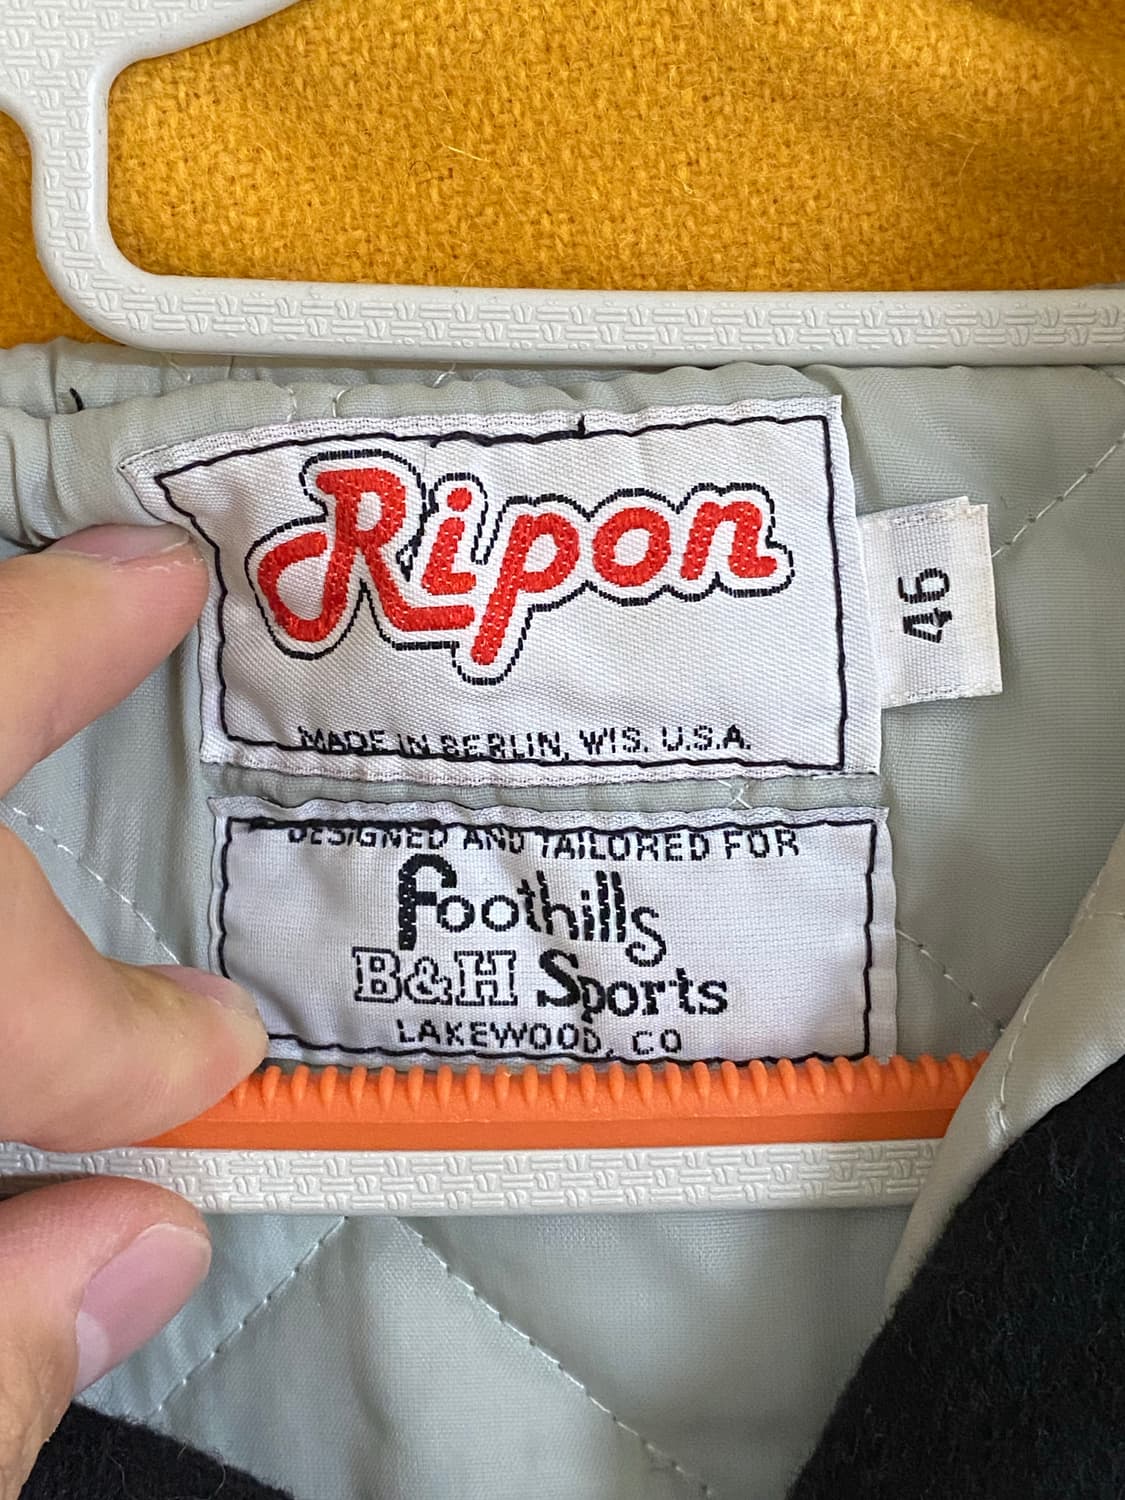 Ripon
46
MADE IN BERLIN, WIS. U.S.A.
DESIGNED AND TAILORED FOR
Foothills
B&H Sports
LAKEWOOD, CO